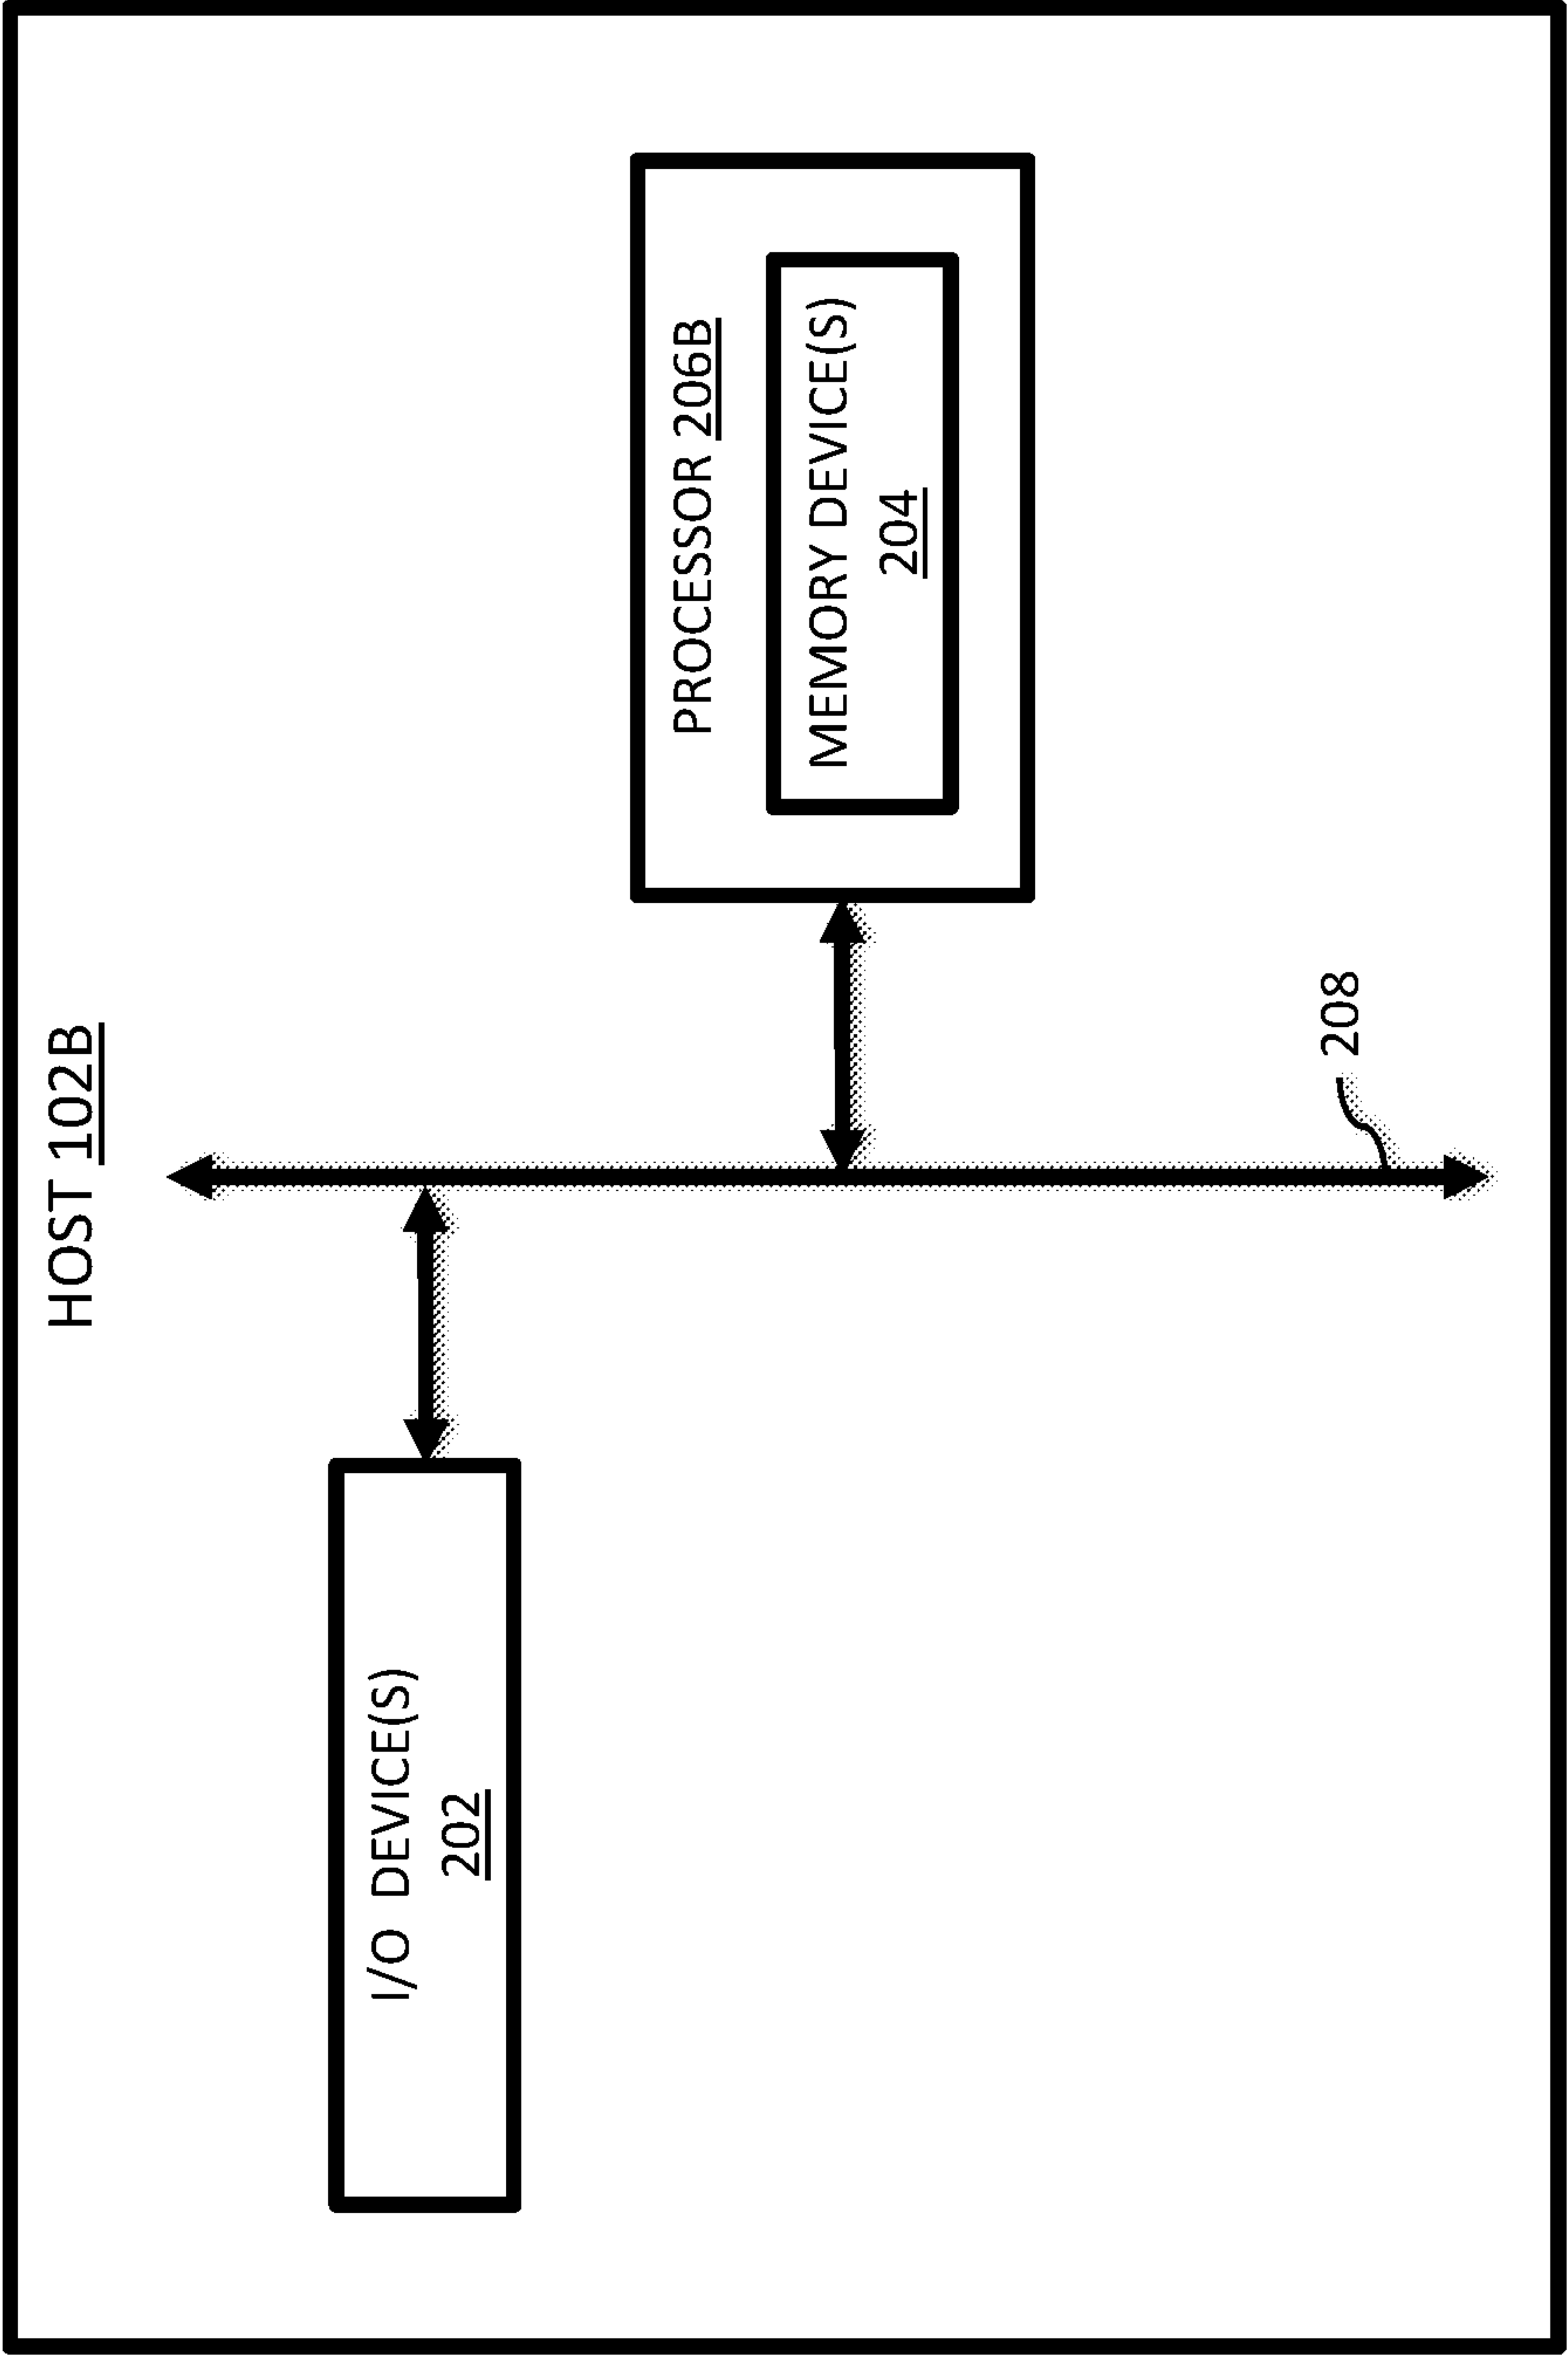 HOST 102B
I/O DEVICE(S)
202
PROCESSOR 206B
MEMORY DEVICE(S)
204
208